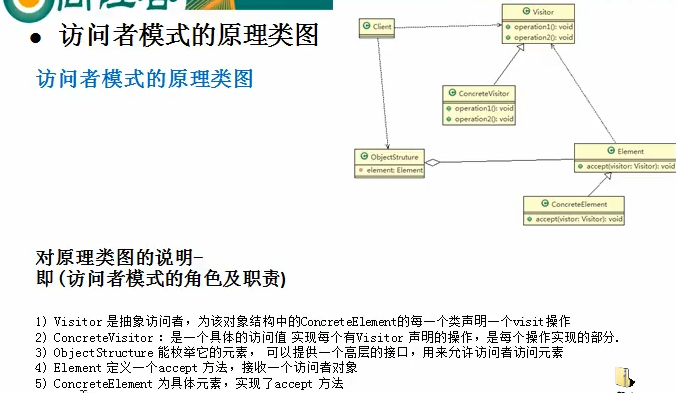 ● 访问者模式的原理类图
访问者模式的原理类图
Client
Visitor
operation1(): void
operation2(): void
ConcreteVisitor
operation1(): void
operation2(): void
ObjectStruture
element: Element
Element
accept(visitor: Visitor): void
ConcreteElement
accept(vistor: Visitor): void
对原理类图的说明-
即(访问者模式的角色及职责)
1) Visitor 是抽象访问者，为该对象结构中的ConcreteElement的每一个类声明一个visit操作
2) ConcreteVisitor ：是一个具体的访问值 实现每个有Visitor 声明的操作，是每个操作实现的部分.
3) ObjectStructure 能枚举它的元素， 可以提供一个高层的接口，用来允许访问者访问元素
4) Element 定义一个accept 方法，接收一个访问者对象
5) ConcreteElement 为具体元素，实现了accept 方法